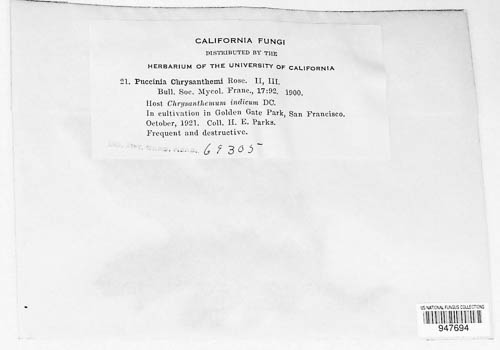 CALIFORNIA FUNGI
DISTRIBUTED BY THE
HERBARIUM OF THE UNIVERSITY OF CALIFORNIA
21. Puccinia Chrysanthemi Roze. II, III.
Bull. Soc. Mycol. Franc., 17:92. 1900.
Host Chrysanthemum indicum DC.
In cultivation in Golden Gate Park, San Francisco.
October, 1921. Coll. H. E. Parks.
Frequent and destructive.
69305
US NATIONAL FUNGUS COLLECTIONS
947694